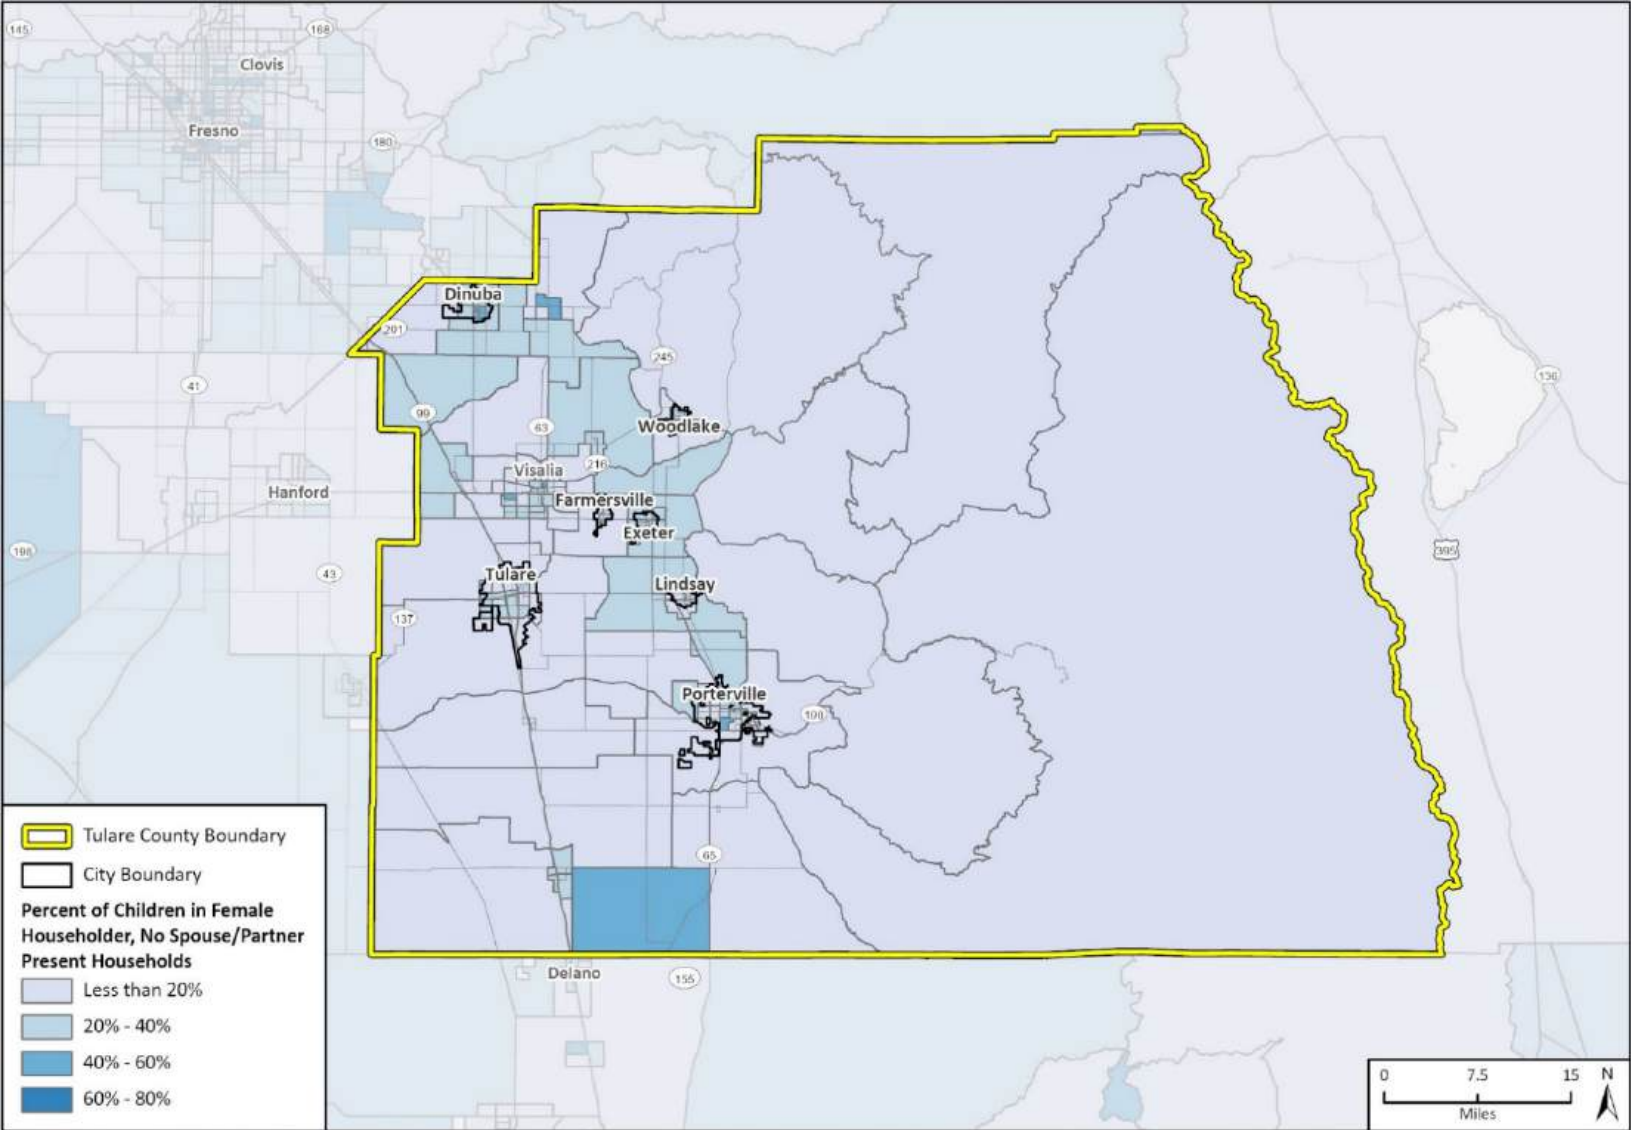 145
168
Clovis
Fresno
180
Dinuba
201
245
41
99
63
Woodlake
136
Visalia
216
Hanford
Farmersville
Exeter
198
395
43
Tulare
Lindsay
137
Porterville
190
65
Delano
155
Tulare County Boundary
City Boundary
Percent of Children in Female
Householder, No Spouse/Partner
Present Households
Less than 20%
20% - 40%
40% - 60%
60% - 80%
0 7.5 15 N
Miles